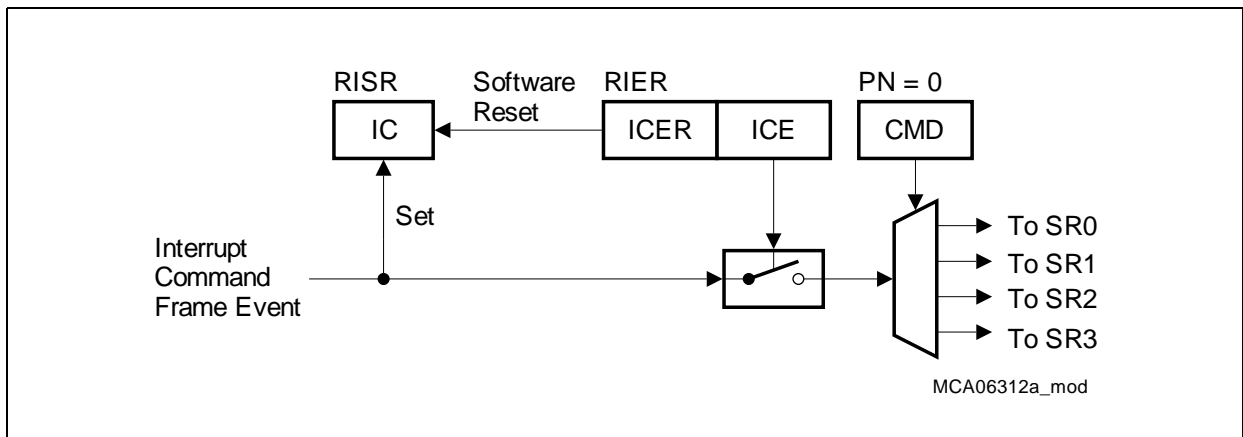 RISR
Software
Reset
RIER
PN = 0
IC
ICER
ICE
CMD
Set
Interrupt
Command
Frame Event
To SR0
To SR1
To SR2
To SR3
MCA06312a_mod